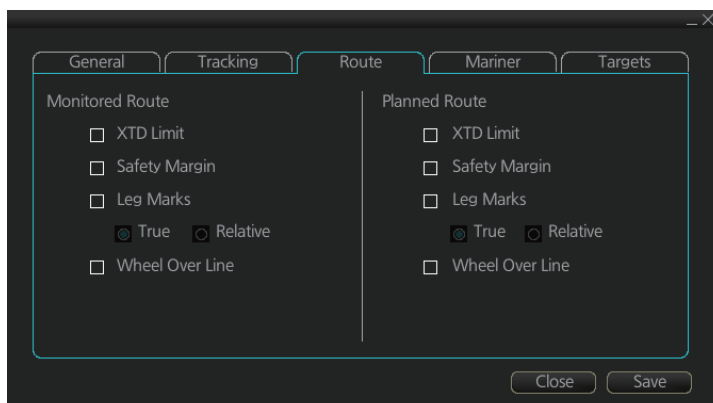 General Tracking Route Mariner Targets
Monitored Route
XTD Limit
Safety Margin
Leg Marks
True Relative
Wheel Over Line
Planned Route
XTD Limit
Safety Margin
Leg Marks
True Relative
Wheel Over Line
Close Save